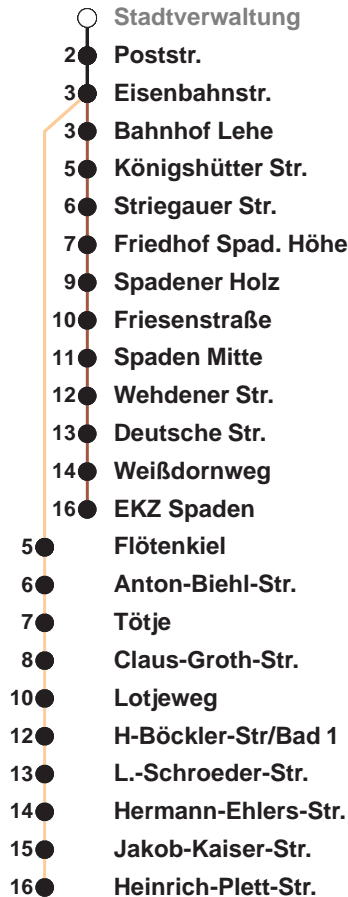 Stadtverwaltung
2 Poststr.
3 Eisenbahnstr.
3 Bahnhof Lehe
5 Königshütter Str.
6 Striegauer Str.
7 Friedhof Spad. Höhe
9 Spadener Holz
10 Friesenstraße
11 Spaden Mitte
12 Wehdener Str.
13 Deutsche Str.
14 Weißdornweg
16 EKZ Spaden
5 Flötenkiel
6 Anton-Biehl-Str.
7 Tötje
8 Claus-Groth-Str.
10 Lotjeweg
12 H-Böckler-Str/Bad 1
13 L.-Schroeder-Str.
14 Hermann-Ehlers-Str.
15 Jakob-Kaiser-Str.
16 Heinrich-Plett-Str.